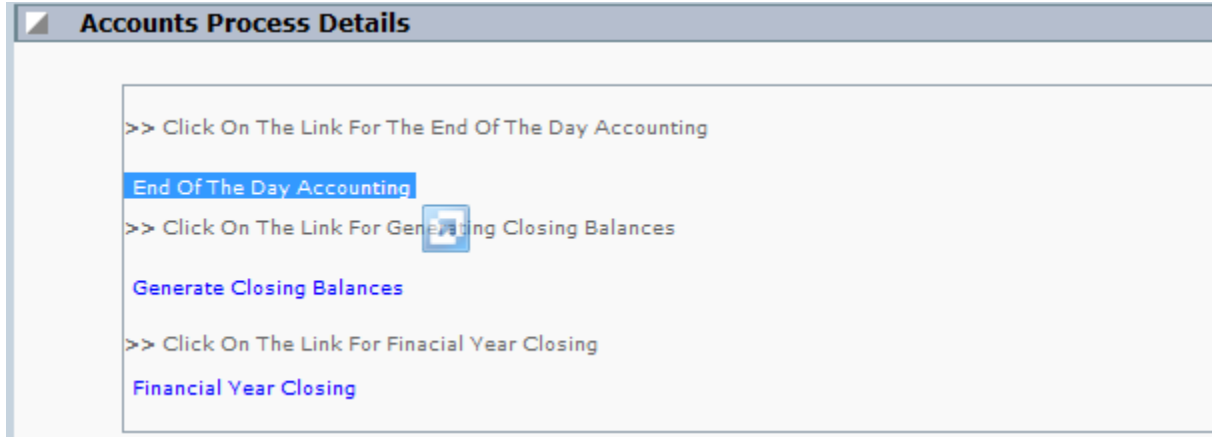 Accounts Process Details
>> Click On The Link For The End Of The Day Accounting
End Of The Day Accounting
>> Click On The Link For Generating Closing Balances
Generate Closing Balances
>> Click On The Link For Finacial Year Closing
Financial Year Closing